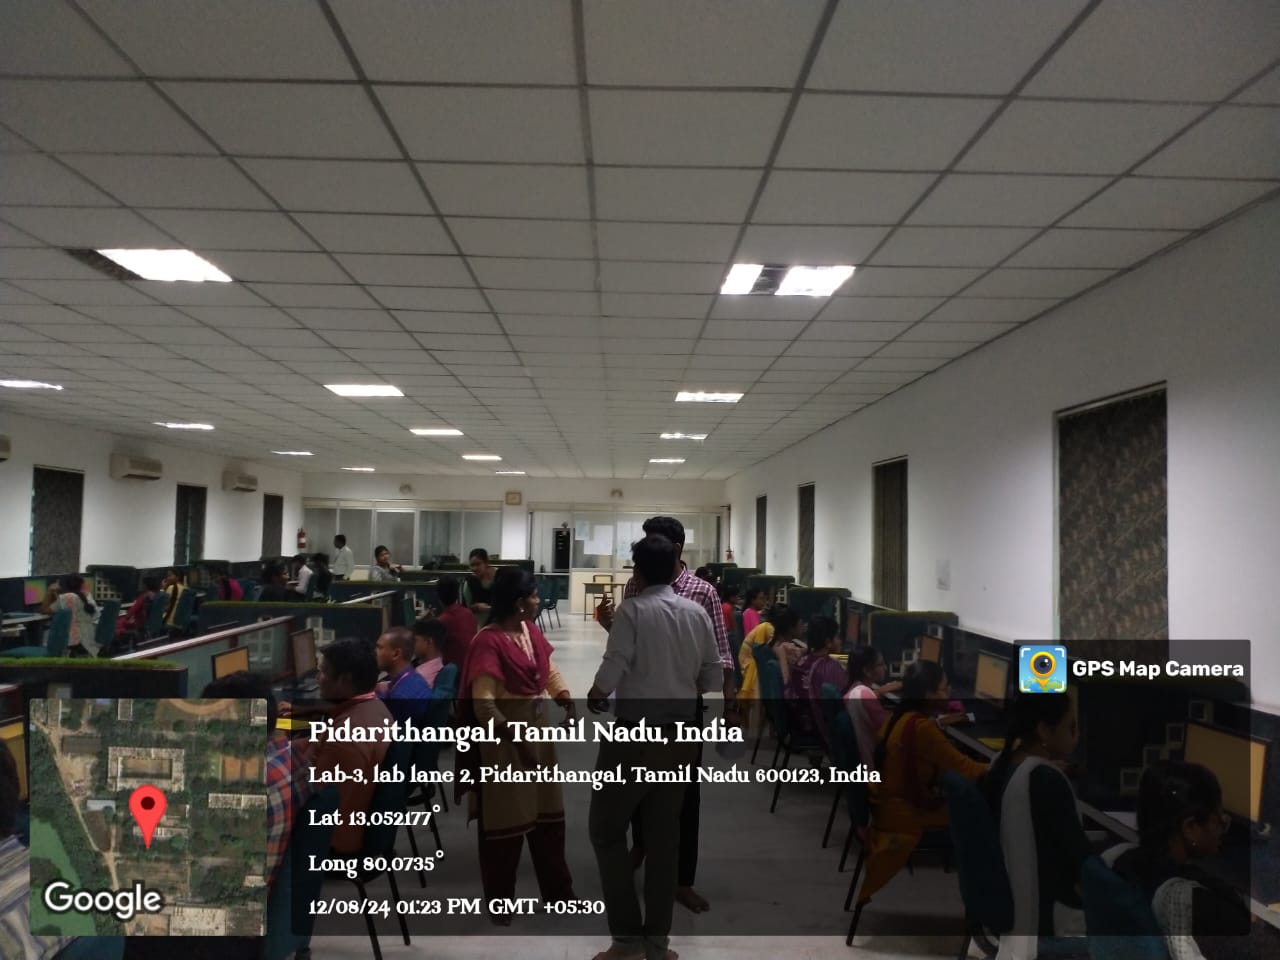 GPS Map Camera
Pidarithangal, Tamil Nadu, India
Lab-3, lab lane 2, Pidarithangal, Tamil Nadu 600123, India
Lat 13.052177°
Long 80.0735°
12/08/24 01:23 PM GMT +05:30
Google